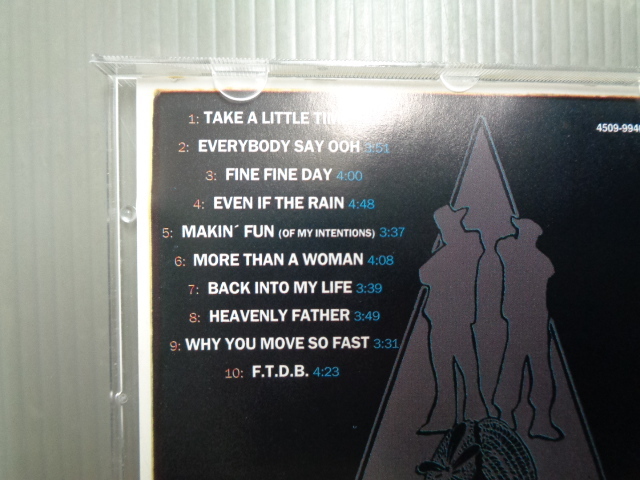 1: TAKE A LITTLE
4509-9940
2: EVERYBODY SAY OOH 3:51
3: FINE FINE DAY 4:00
4: EVEN IF THE RAIN 4:48
5: MAKIN´ FUN (OF MY INTENTIONS) 3:37
6: MORE THAN A WOMAN 4:08
7: BACK INTO MY LIFE 3:39
8: HEAVENLY FATHER 3:49
9: WHY YOU MOVE SO FAST 3:31
10: F.T.D.B. 4:23